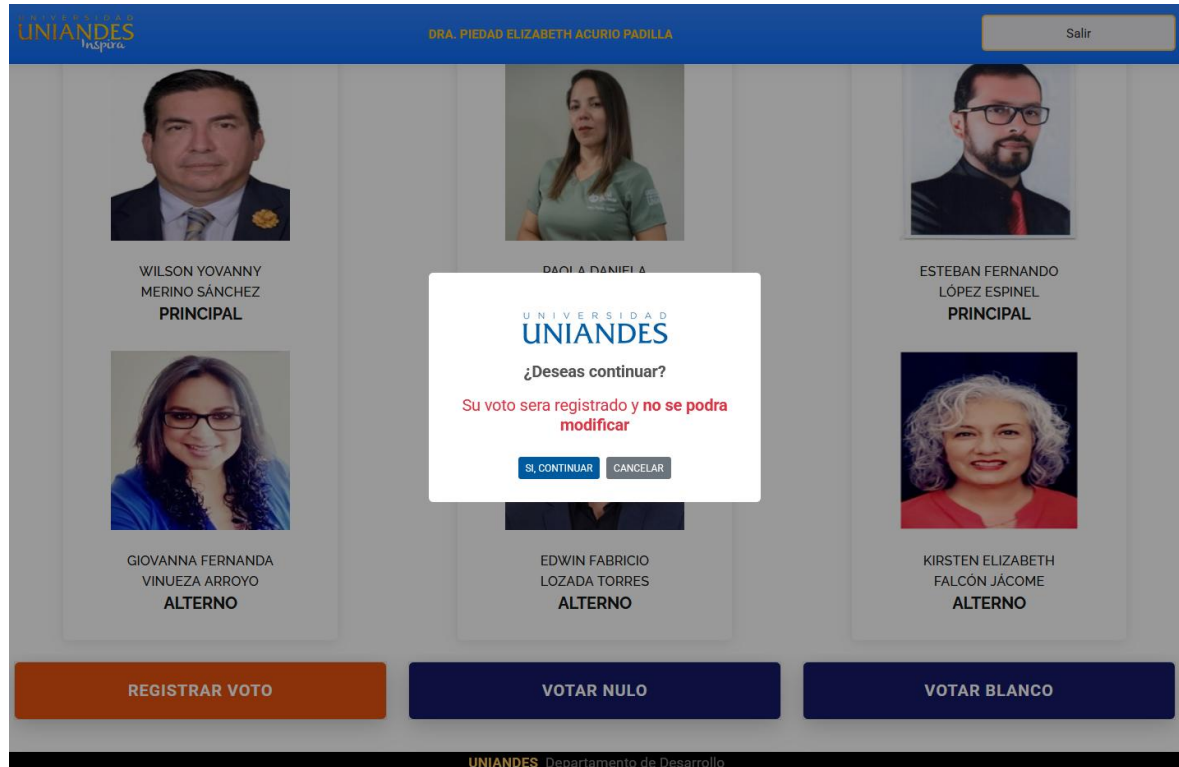 UNIVERSIDAD
UNIANDES
Inspira
DRA. PIEDAD ELIZABETH ACURIO PADILLA
Salir
WILSON YOVANNY
MERINO SÁNCHEZ
PRINCIPAL
PAOLA DANIELA
ESTEBAN FERNANDO
LÓPEZ ESPINEL
PRINCIPAL
UNIVERSIDAD
UNIANDES
¿Deseas continuar?
Su voto sera registrado y no se podra
modificar
SI, CONTINUAR
CANCELAR
GIOVANNA FERNANDA
VINUEZA ARROYO
ALTERNO
EDWIN FABRICIO
LOZADA TORRES
ALTERNO
KIRSTEN ELIZABETH
FALCÓN JÁCOME
ALTERNO
REGISTRAR VOTO
VOTAR NULO
VOTAR BLANCO
UNIANDES Departamento de Desarrollo